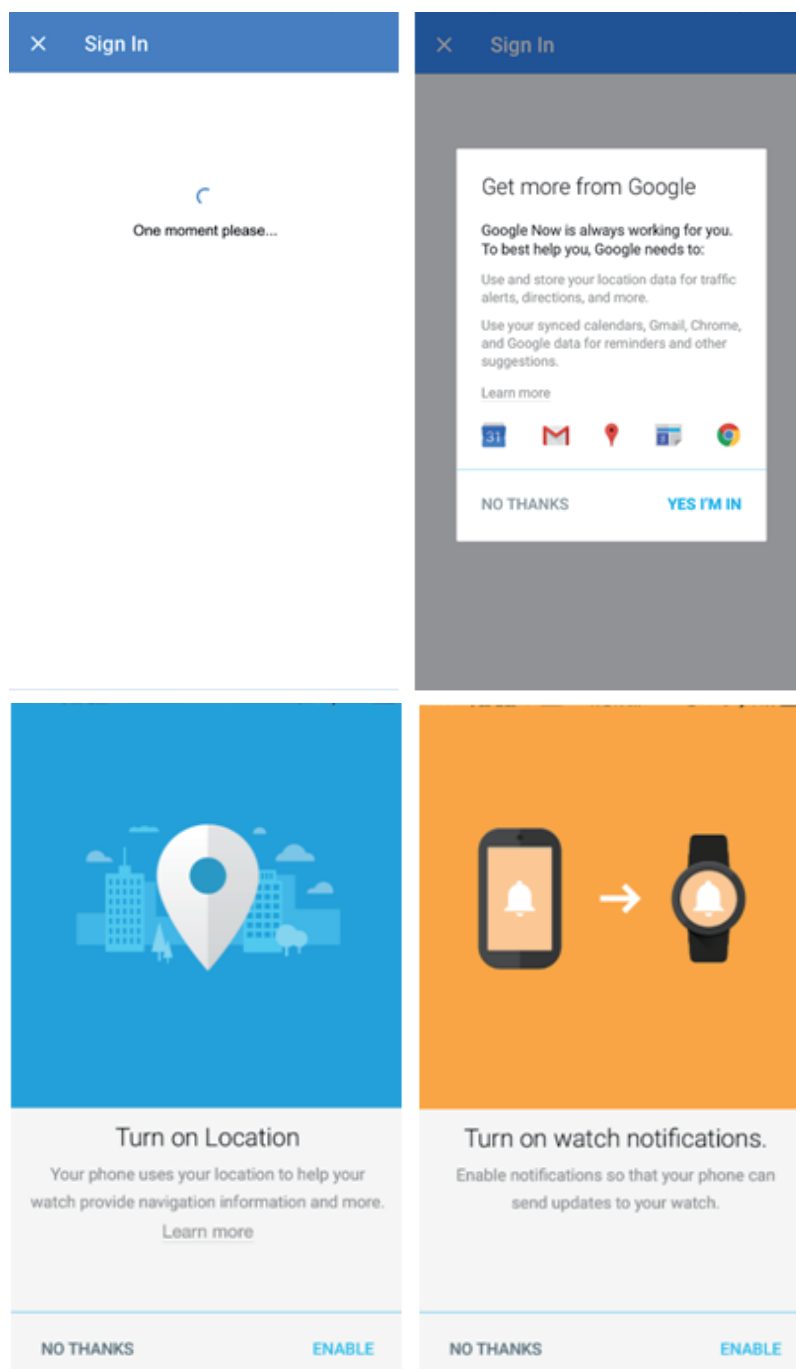 Sign In
One moment please...
Sign In
Get more from Google
Google Now is always working for you.
To best help you, Google needs to:
Use and store your location data for traffic
alerts, directions, and more.
Use your synced calendars, Gmail, Chrome,
and Google data for reminders and other
suggestions.
Learn more
31
8
NO THANKS
YES I'M IN
Turn on Location
Your phone uses your location to help your
watch provide navigation information and more.
Learn more
NO THANKS
ENABLE
Turn on watch notifications.
Enable notifications so that your phone can
send updates to your watch.
NO THANKS
ENABLE